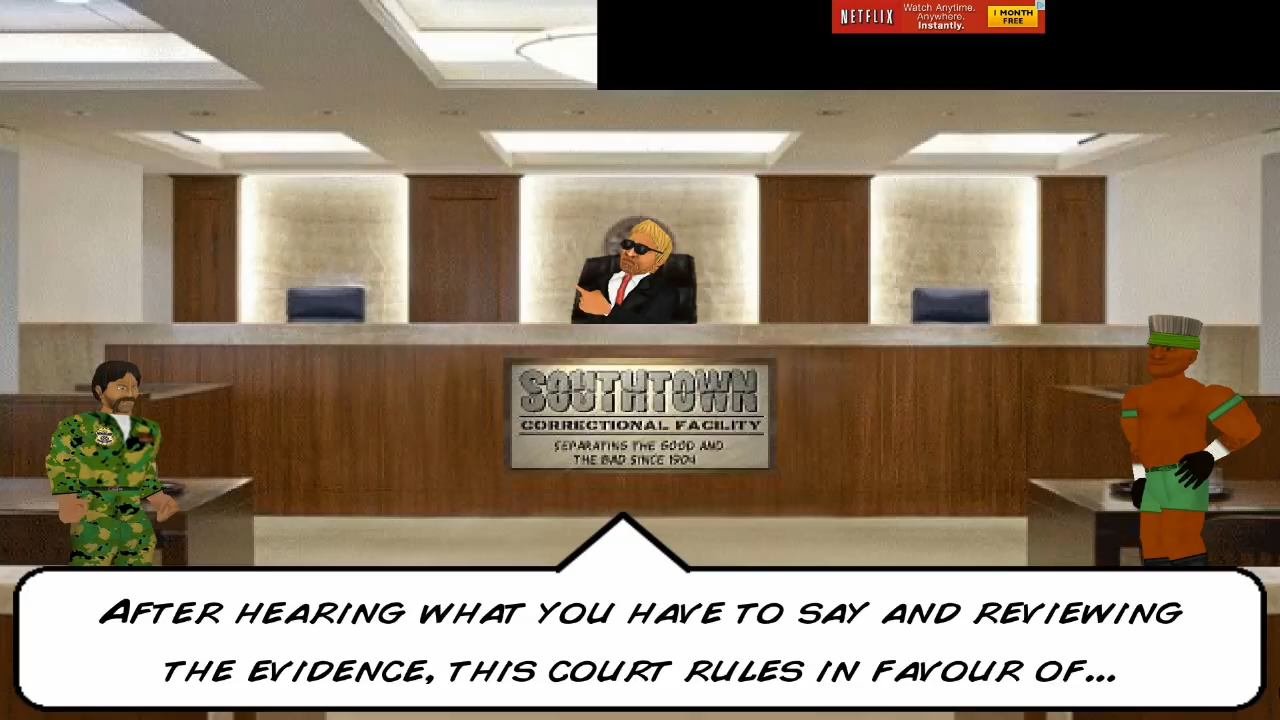 NETFLIX
Watch Anytime.
Anywhere.
Instantly.
1 MONTH
FREE
SOUTHTOWN
CORRECTIONAL FACILITY
SEPARATING THE GOOD AND
THE BAD SINCE 1904
AFTER HEARING WHAT YOU HAVE TO SAY AND REVIEWING
THE EVIDENCE, THIS COURT RULES IN FAVOUR OF...